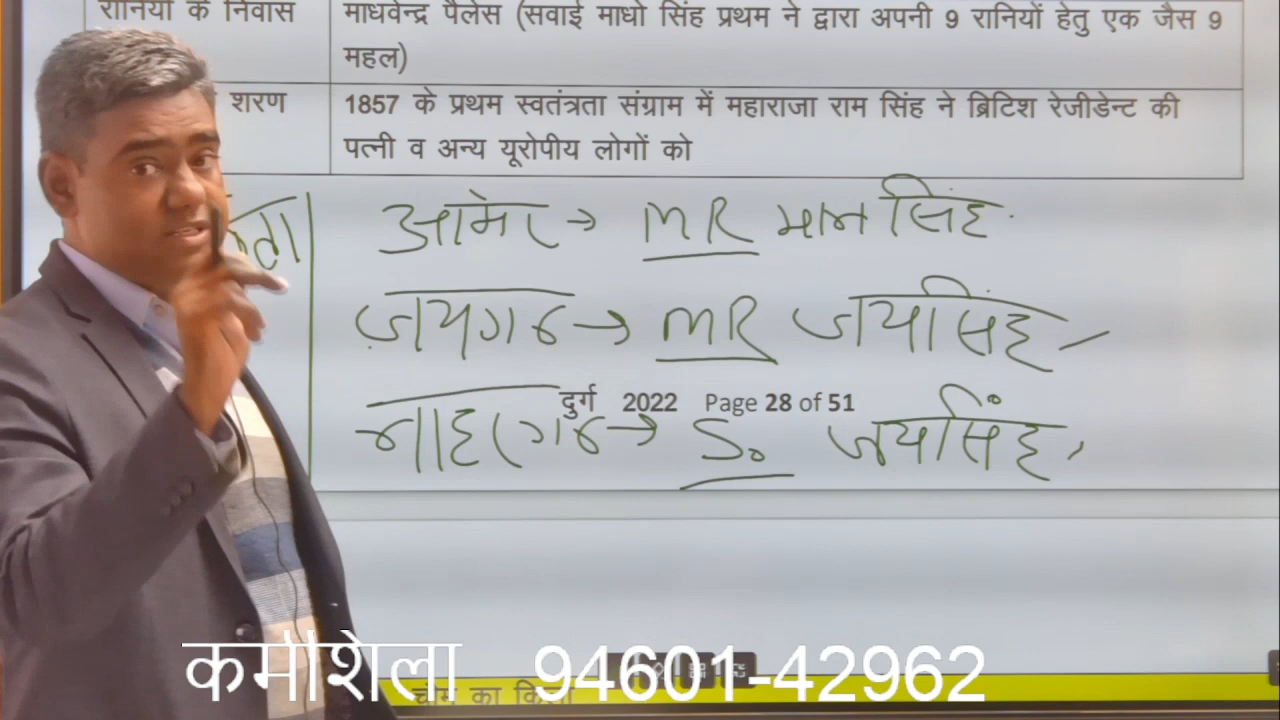 रानियों के निवास
माधवेन्द्र पैलेस (सवाई माधो सिंह प्रथम ने द्वारा अपनी 9 रानियों हेतु एक जैस 9
महल)
शरण
1857 के प्रथम स्वतंत्रता संग्राम में महाराजा राम सिंह ने ब्रिटिश रेजीडेन्ट की
पत्नी व अन्य यूरोपीय लोगों को
आमेर → MR मानसिंह
जयगढ → MR जयसिंह
दुर्ग 2022 Page 28 of 51
नाहरगढ → S. जयसिंह
कर्माशिला 94601-42962
चोमू का किला